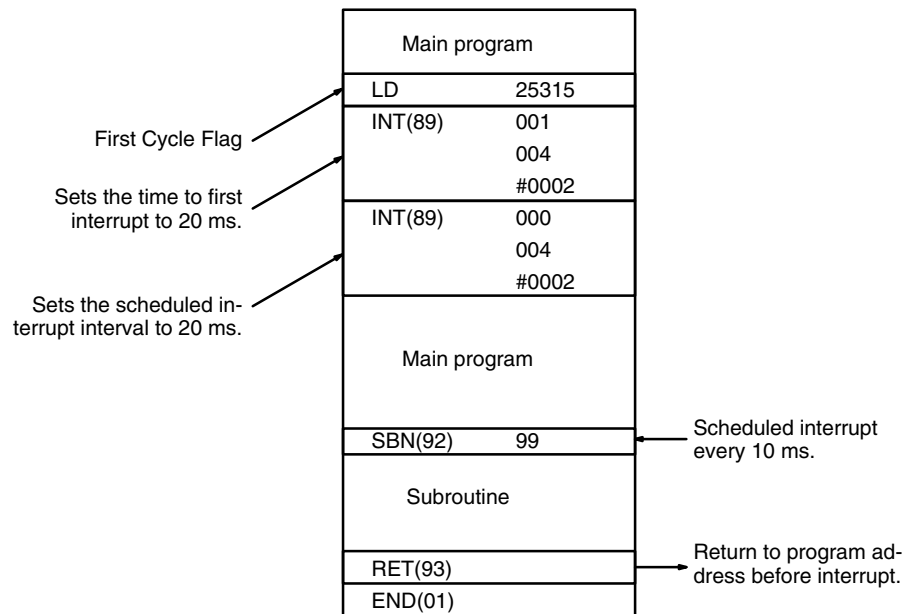 Main program
LD 25315
First Cycle Flag
INT(89) 001
004
#0002
Sets the time to first
interrupt to 20 ms.
INT(89) 000
004
#0002
Sets the scheduled in-
terrupt interval to 20 ms.
Main program
SBN(92) 99
Scheduled interrupt
every 10 ms.
Subroutine
RET(93)
Return to program ad-
dress before interrupt.
END(01)